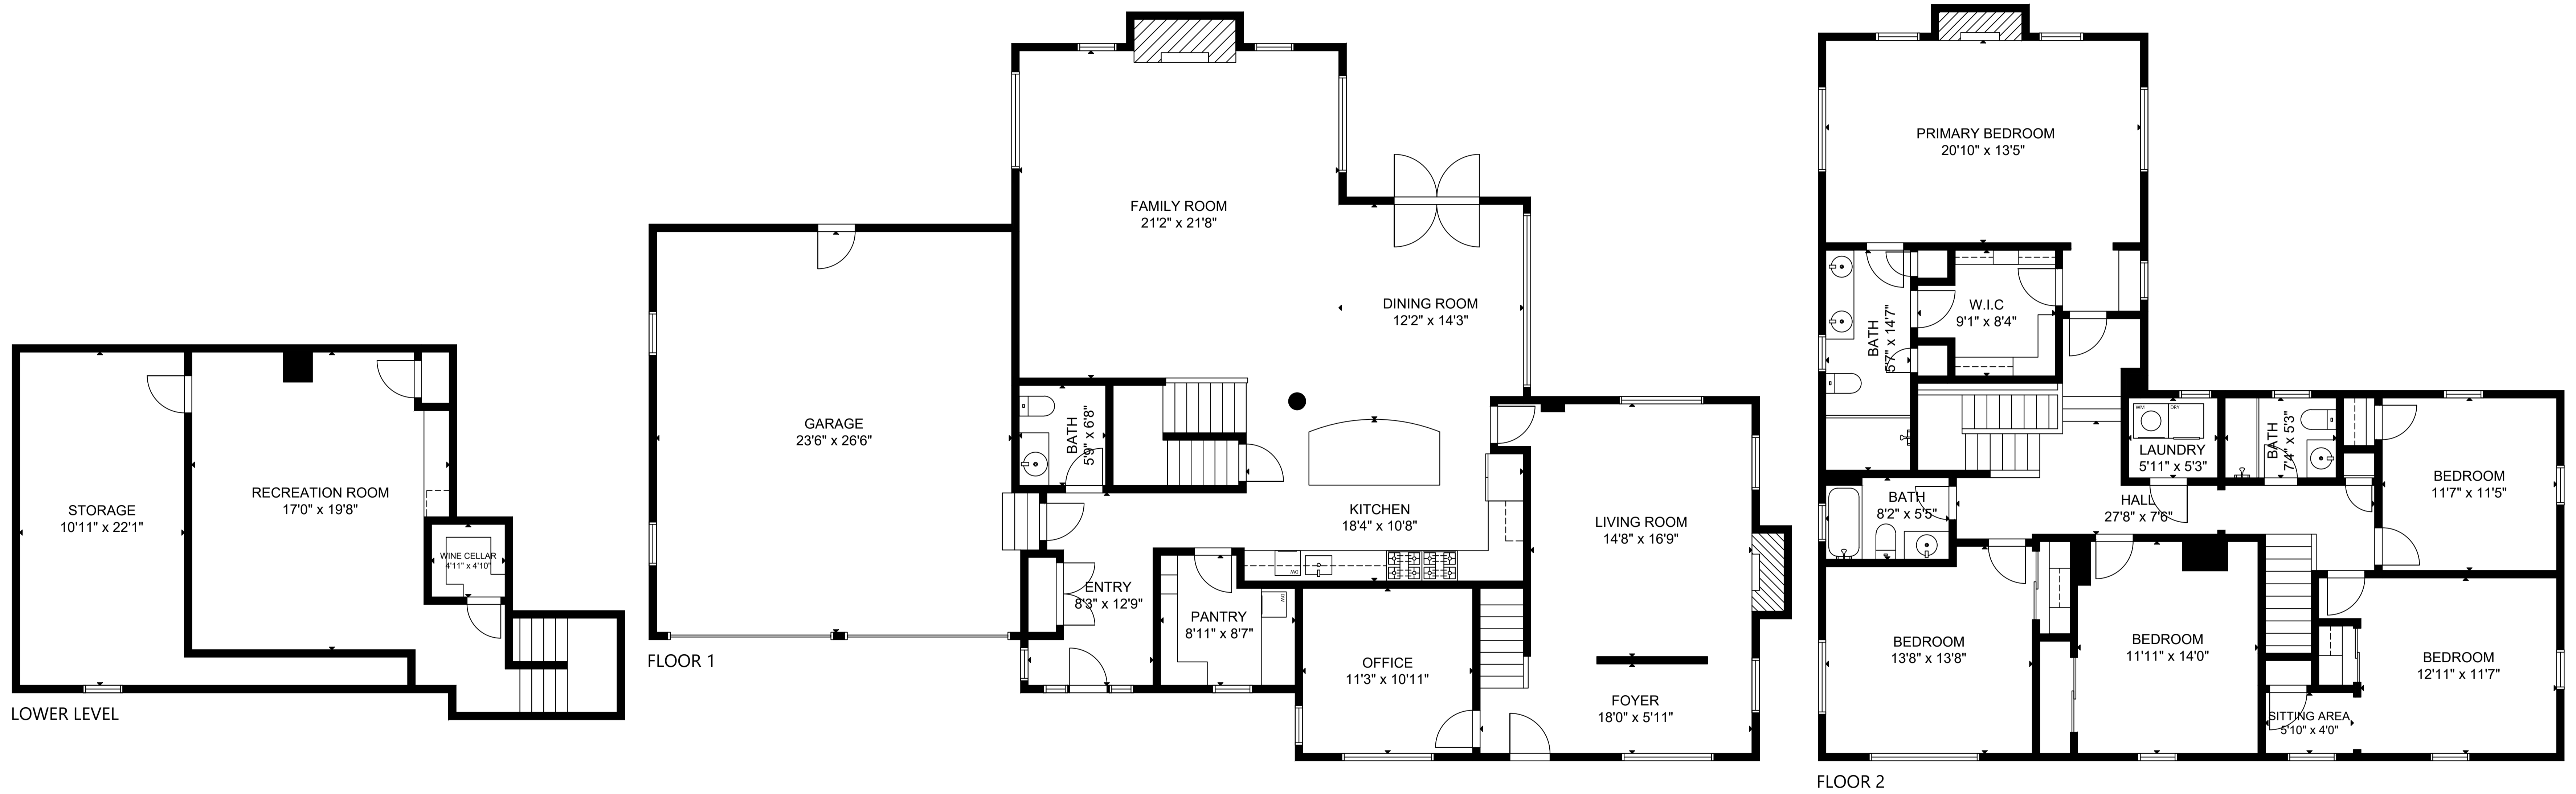 STORAGE
10'11" x 22'1"
RECREATION ROOM
17'0" x 19'8"
WINE CELLAR
4'11" x 4'10"
LOWER LEVEL
GARAGE
23'6" x 26'6"
FAMILY ROOM
21'2" x 21'8"
DINING ROOM
12'2" x 14'3"
BATH
5'9" x 6'8"
KITCHEN
18'4" x 10'8"
DW
ENTRY
8'3" x 12'9"
PANTRY
8'11" x 8'7"
DW
OFFICE
11'3" x 10'11"
LIVING ROOM
14'8" x 16'9"
FOYER
18'0" x 5'11"
FLOOR 1
PRIMARY BEDROOM
20'10" x 13'5"
BATH
5'7" x 14'7"
W.I.C
9'1" x 8'4"
WM
DRY
LAUNDRY
5'11" x 5'3"
BATH
7'4" x 5'3"
BEDROOM
11'7" x 11'5"
BATH
8'2" x 5'5"
HALL
27'8" x 7'6"
BEDROOM
13'8" x 13'8"
BEDROOM
11'11" x 14'0"
BEDROOM
12'11" x 11'7"
SITTING AREA
5'10" x 4'0"
FLOOR 2